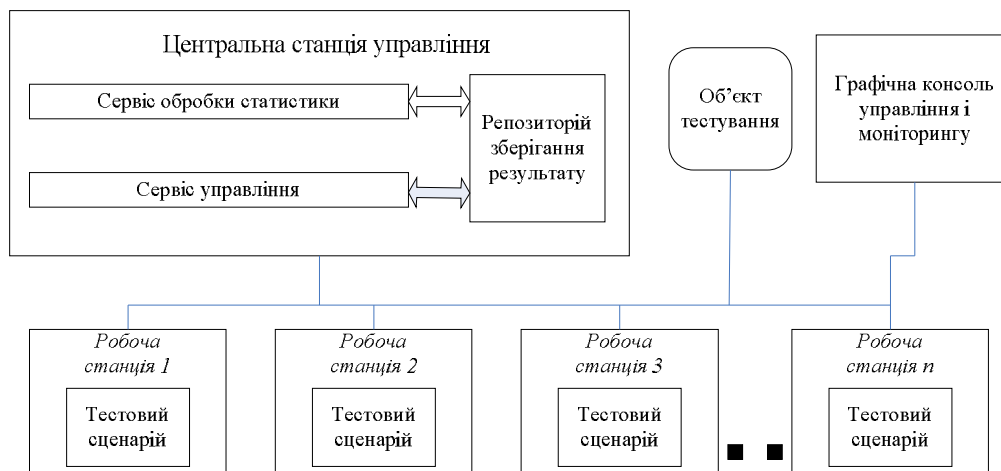 Центральна станція управління
Сервіс обробки статистики
Сервіс управління
Репозиторій
зберігання
результату
Об’єкт
тестування
Графічна консоль
управління і
моніторингу
Робоча
станція 1
Тестовий
сценарій
Робоча
станція 2
Тестовий
сценарій
Робоча
станція 3
Тестовий
сценарій
Робоча
станція n
Тестовий
сценарій